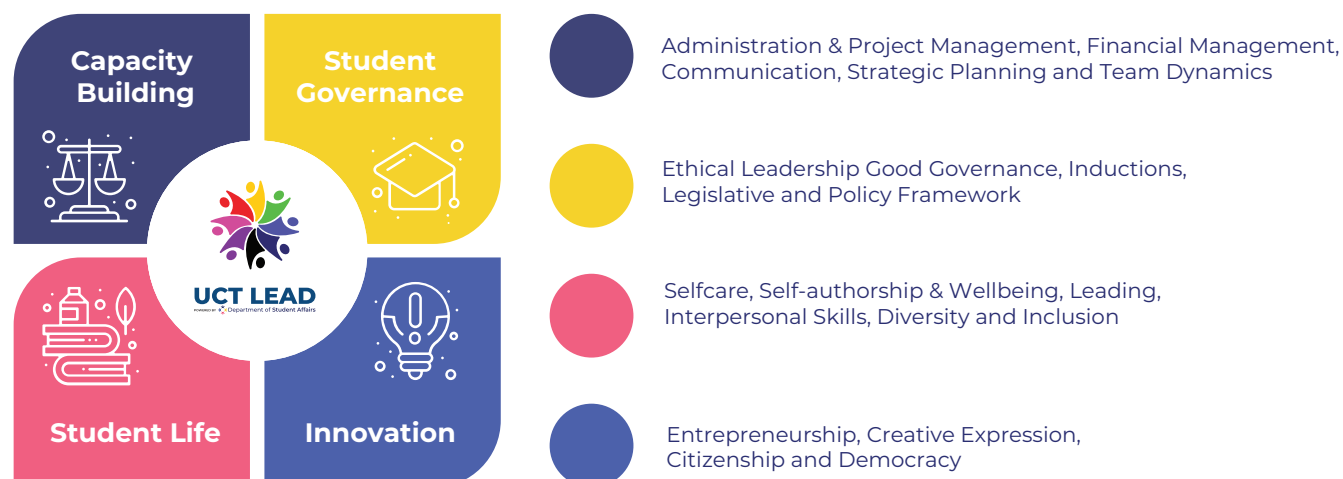 Capacity
Building
Student
Governance
UCT LEAD
POWERED BY Department of Student Affairs
Student Life
Innovation
Administration & Project Management, Financial Management,
Communication, Strategic Planning and Team Dynamics
Ethical Leadership Good Governance, Inductions,
Legislative and Policy Framework
Selfcare, Self-authorship & Wellbeing, Leading,
Interpersonal Skills, Diversity and Inclusion
Entrepreneurship, Creative Expression,
Citizenship and Democracy